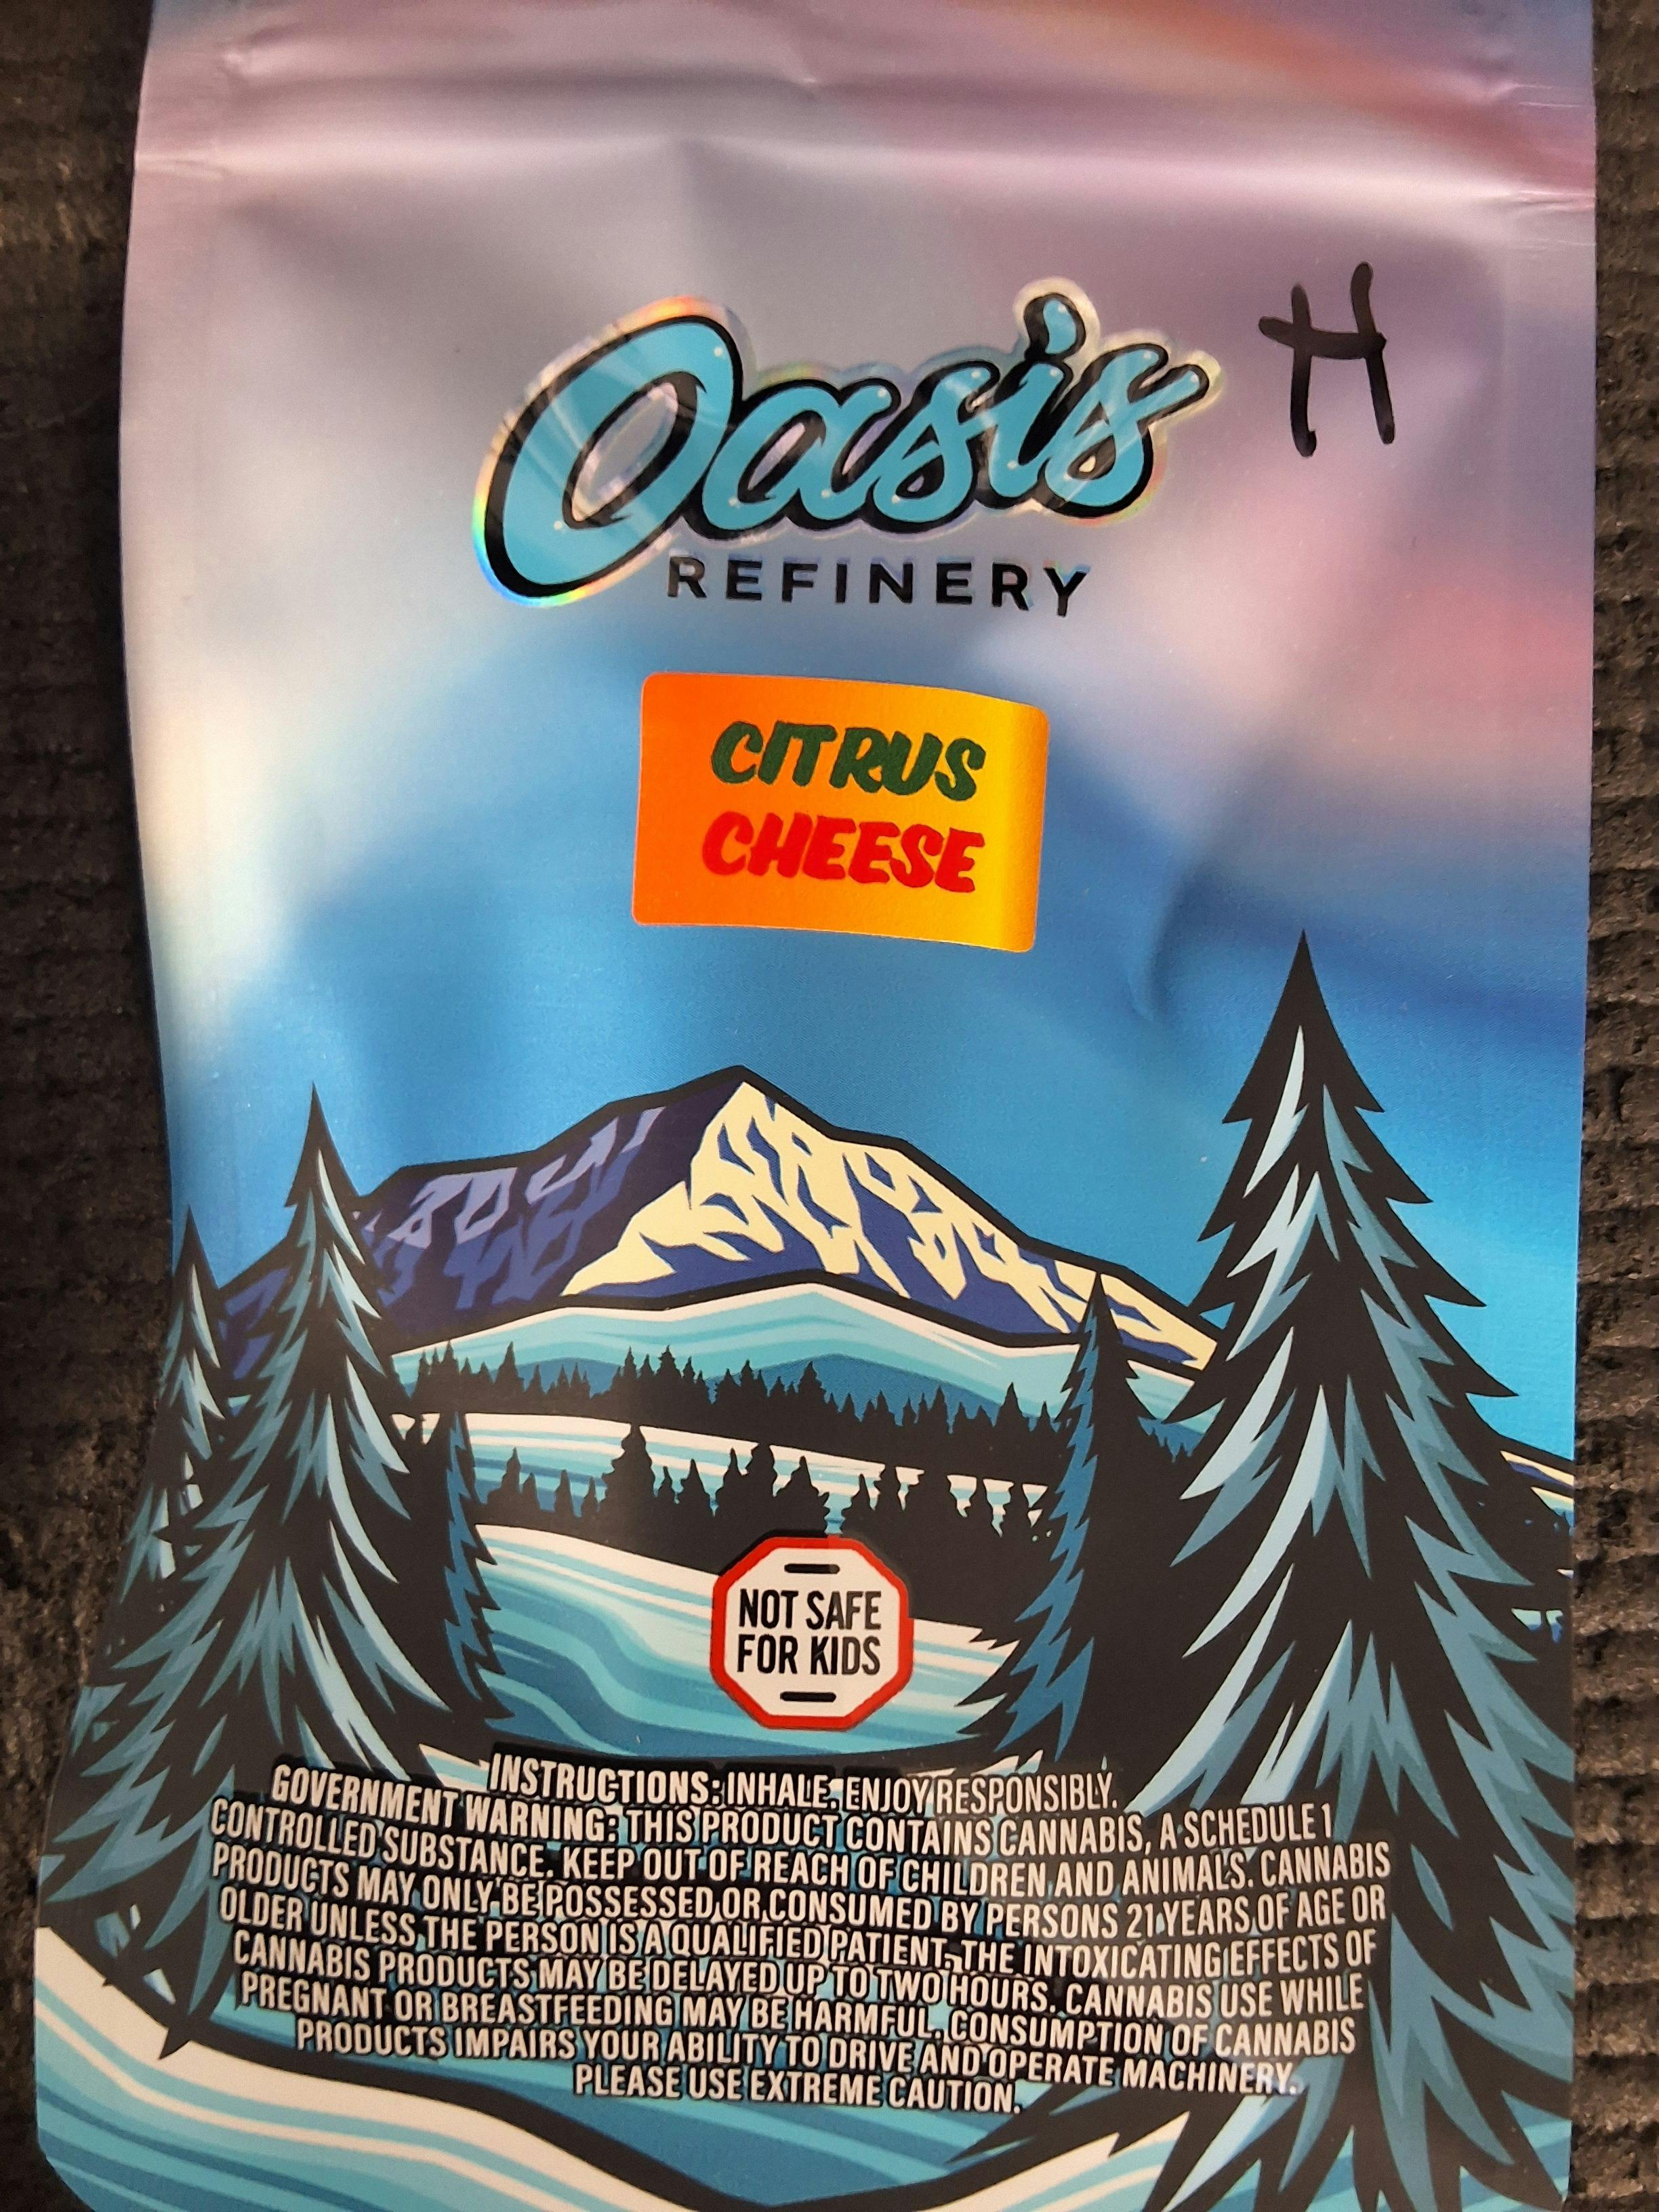 Oasis
H
REFINERY
CITRUS
CHEESE
NOT SAFE
FOR KIDS
INSTRUCTIONS: INHALE, ENJOY RESPONSIBLY.
GOVERNMENT WARNING: THIS PRODUCT CONTAINS CANNABIS, A SCHEDULE 1
CONTROLLED SUBSTANCE. KEEP OUT OF REACH OF CHILDREN AND ANIMALS. CANNABIS
PRODUCTS MAY ONLY BE POSSESSED OR CONSUMED BY PERSONS 21 YEARS OF AGE OR
OLDER UNLESS THE PERSON IS A QUALIFIED PATIENT. THE INTOXICATING EFFECTS OF
CANNABIS PRODUCTS MAY BE DELAYED UP TO TWO HOURS. CANNABIS USE WHILE
PREGNANT OR BREASTFEEDING MAY BE HARMFUL. CONSUMPTION OF CANNABIS
PRODUCTS IMPAIRS YOUR ABILITY TO DRIVE AND OPERATE MACHINERY.
PLEASE USE EXTREME CAUTION.